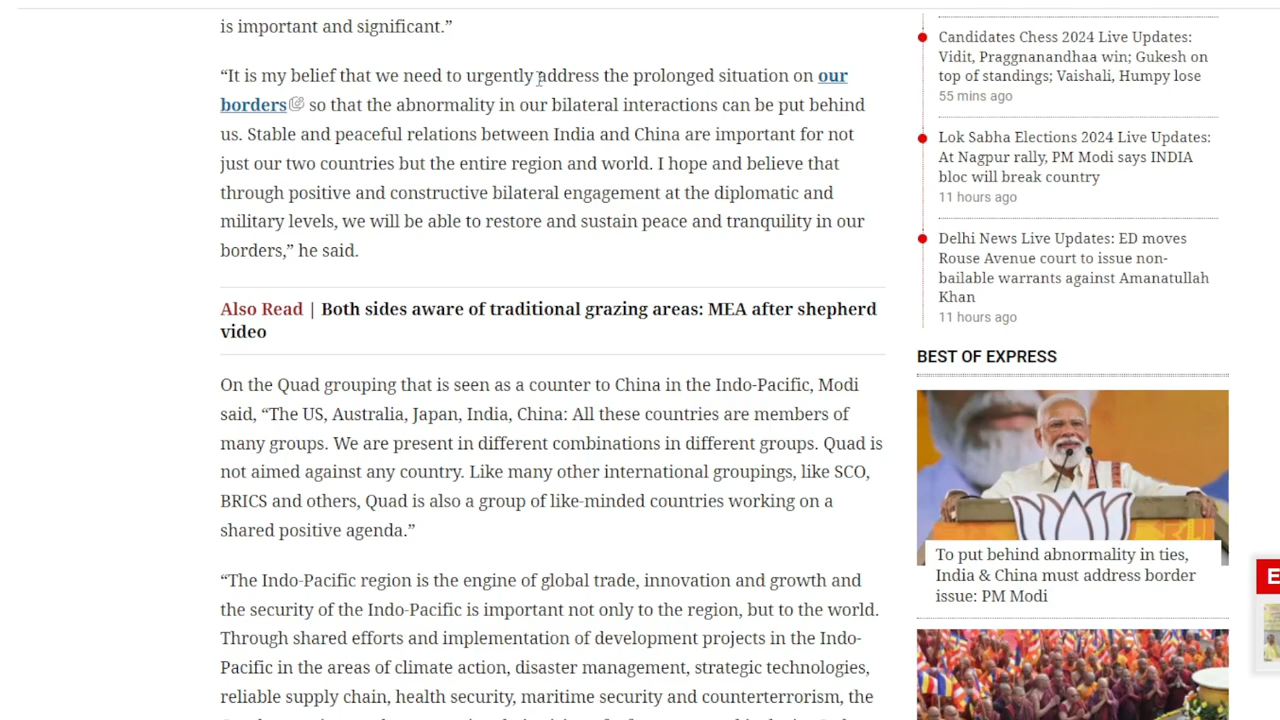 is important and significant.”
“It is my belief that we need to urgently address the prolonged situation on our
borders so that the abnormality in our bilateral interactions can be put behind
us. Stable and peaceful relations between India and China are important for not
just our two countries but the entire region and world. I hope and believe that
through positive and constructive bilateral engagement at the diplomatic and
military levels, we will be able to restore and sustain peace and tranquility in our
borders,” he said.
Also Read | Both sides aware of traditional grazing areas: MEA after shepherd
video
On the Quad grouping that is seen as a counter to China in the Indo-Pacific, Modi
said, “The US, Australia, Japan, India, China: All these countries are members of
many groups. We are present in different combinations in different groups. Quad is
not aimed against any country. Like many other international groupings, like SCO,
BRICS and others, Quad is also a group of like-minded countries working on a
shared positive agenda.”
“The Indo-Pacific region is the engine of global trade, innovation and growth and
the security of the Indo-Pacific is important not only to the region, but to the world.
Through shared efforts and implementation of development projects in the Indo-
Pacific in the areas of climate action, disaster management, strategic technologies,
reliable supply chain, health security, maritime security and counterterrorism, the
Candidates Chess 2024 Live Updates:
Vidit, Praggnanandhaa win; Gukesh on
top of standings; Vaishali, Humpy lose
55 mins ago
Lok Sabha Elections 2024 Live Updates:
At Nagpur rally, PM Modi says INDIA
bloc will break country
11 hours ago
Delhi News Live Updates: ED moves
Rouse Avenue court to issue non-
bailable warrants against Amanatullah
Khan
11 hours ago
BEST OF EXPRESS
To put behind abnormality in ties,
India & China must address border
issue: PM Modi
E